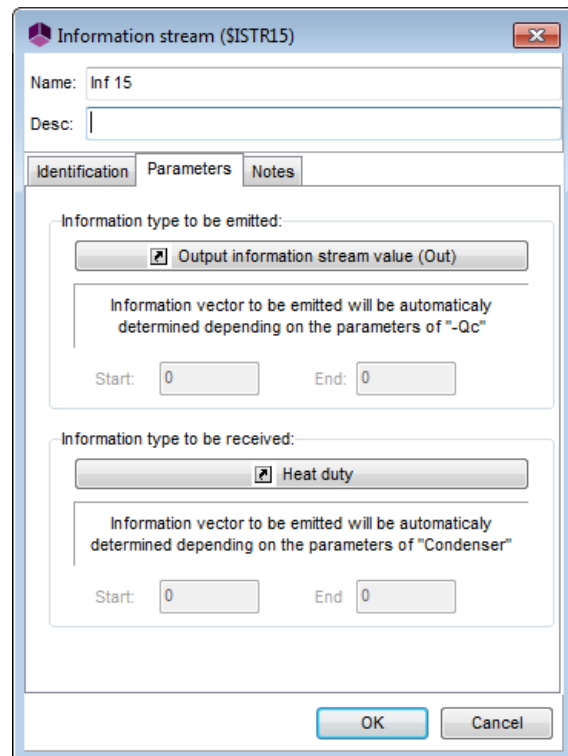 Information stream ($ISTR15)
Name: Inf 15
Desc:
Identification Parameters Notes
Information type to be emitted:
Output information stream value (Out)
Information vector to be emitted will be automaticaly
determined depending on the parameters of "-Qc"
Start: 0 End: 0
Information type to be received:
Heat duty
Information vector to be emitted will be automaticaly
determined depending on the parameters of "Condenser"
Start: 0 End 0
OK Cancel